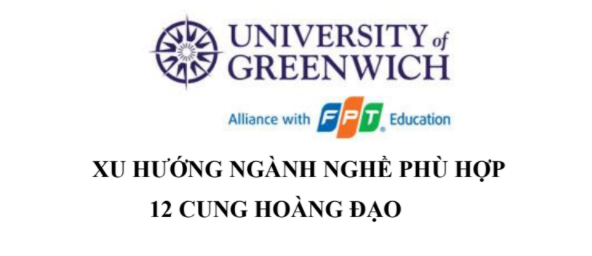 UNIVERSITY of
GREENWICH
Alliance with FPT Education
XU HƯỚNG NGÀNH NGHỀ PHÙ HỢP
12 CUNG HOÀNG ĐẠO